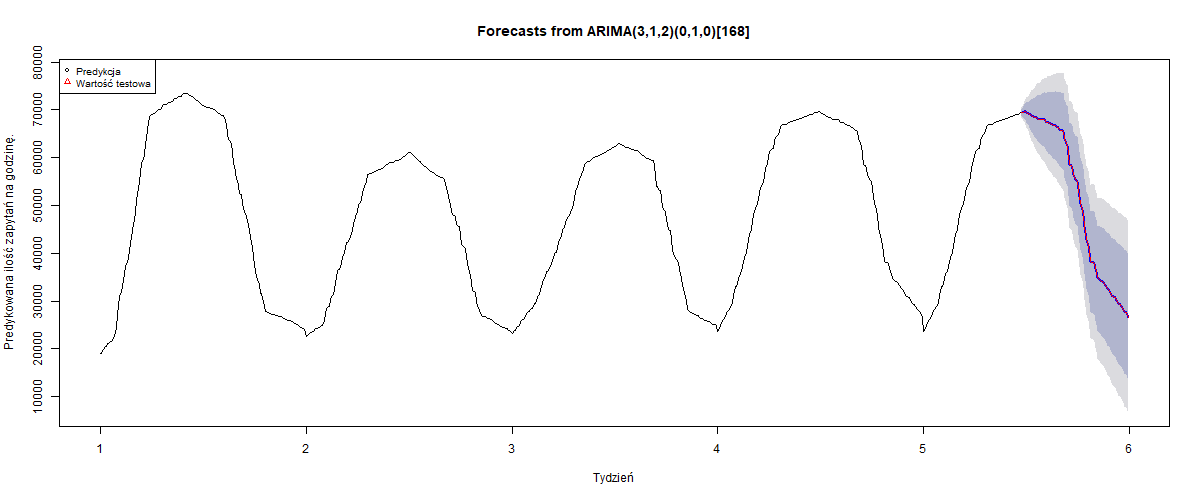 Forecasts from ARIMA(3,1,2)(0,1,0)[168]
Predykcja
Wartość testowa
Predykowana ilość zapytań na godzinę.
80000
70000
60000
50000
40000
30000
20000
10000
1 2 3 4 5 6
Tydzień